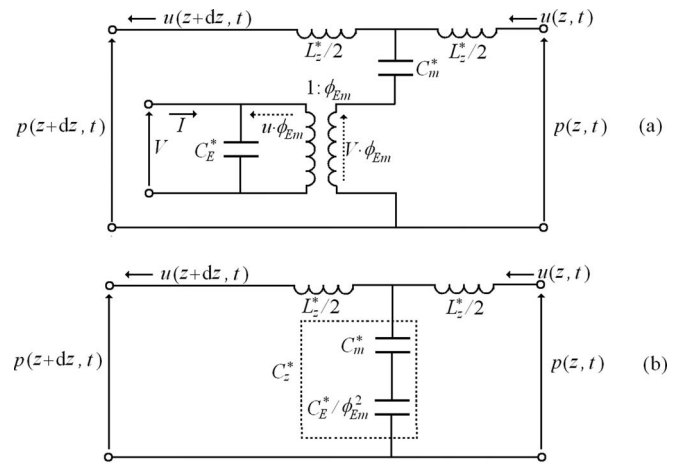 u(z+dz, t)
u(z, t)
L*z/2
L*z/2
C*m
1:ϕEm
p(z+dz, t)
I
u·ϕEm
V
C*E
V·ϕEm
p(z, t)
(a)
u(z+dz, t)
u(z, t)
L*z/2
L*z/2
C*m
p(z+dz, t)
C*z
p(z, t)
(b)
C*E/ϕ²Em